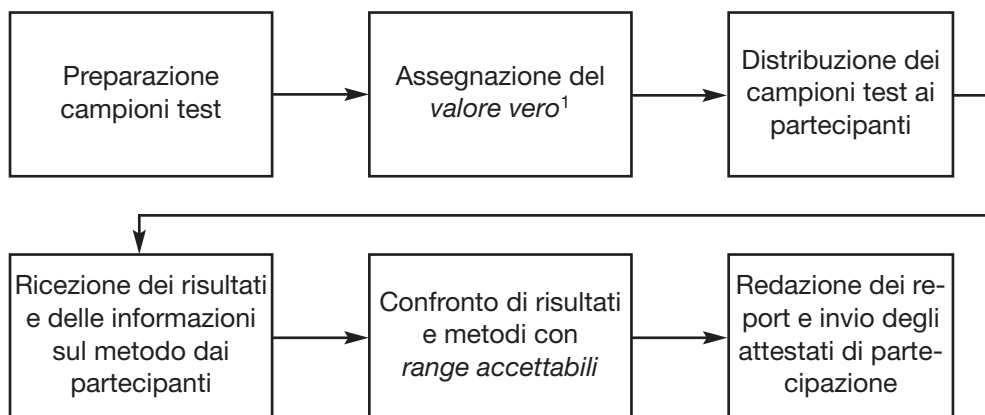 Preparazione
campioni test
Assegnazione del
valore vero¹
Distribuzione dei
campioni test ai
partecipanti
Ricezione dei risultati
e delle informazioni
sul metodo dai
partecipanti
Confronto di risultati
e metodi con
range accettabili
Redazione dei re-
port e invio degli
attestati di parte-
cipazione